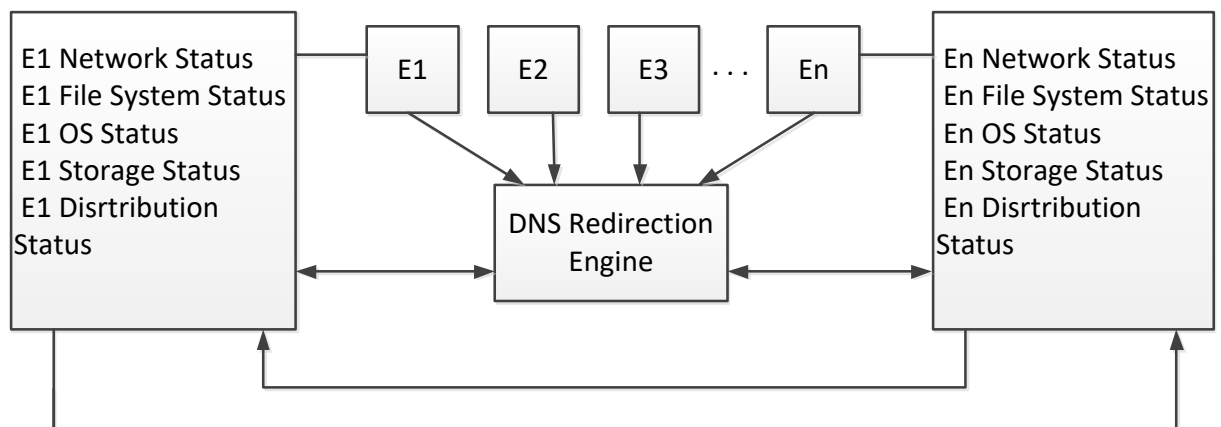 E1 Network Status
E1 File System Status
E1 OS Status
E1 Storage Status
E1 Disrtribution
Status
E1
E2
E3
. . .
En
DNS Redirection
Engine
En Network Status
En File System Status
En OS Status
En Storage Status
En Disrtribution
Status